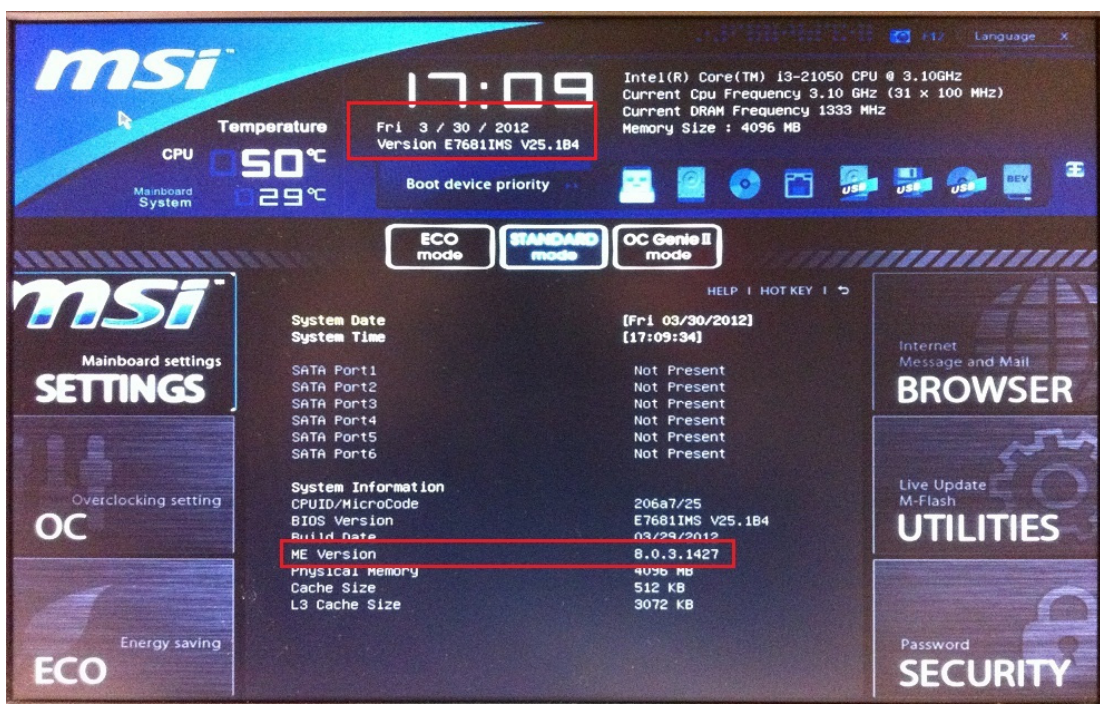 msi
17:09
Fri 3 / 30 / 2012
Version E7681IMS V25.1B4
Intel(R) Core(TM) i3-21050 CPU @ 3.10GHz
Current Cpu Frequency 3.10 GHz (31 x 100 MHz)
Current DRAM Frequency 1333 MHz
Memory Size : 4096 MB
F12
Language
X
Temperature
CPU 50°C
Mainboard
System 29°C
Boot device priority
USB USB USB BEV
ECO
mode
STANDARD
mode
OC Genie II
mode
msi
Mainboard settings
SETTINGS
Overclocking setting
OC
Energy saving
ECO
HELP | HOT KEY |
System Date [Fri 03/30/2012]
System Time [17:09:34]
SATA Port1 Not Present
SATA Port2 Not Present
SATA Port3 Not Present
SATA Port4 Not Present
SATA Port5 Not Present
SATA Port6 Not Present
System Information
CPUID/MicroCode 206a7/25
BIOS Version E7681IMS V25.1B4
Build Date 03/29/2012
ME Version 8.0.3.1427
Physical Memory 4096 MB
Cache Size 512 KB
L3 Cache Size 3072 KB
Internet
Message and Mail
BROWSER
Live Update
M-Flash
UTILITIES
Password
SECURITY